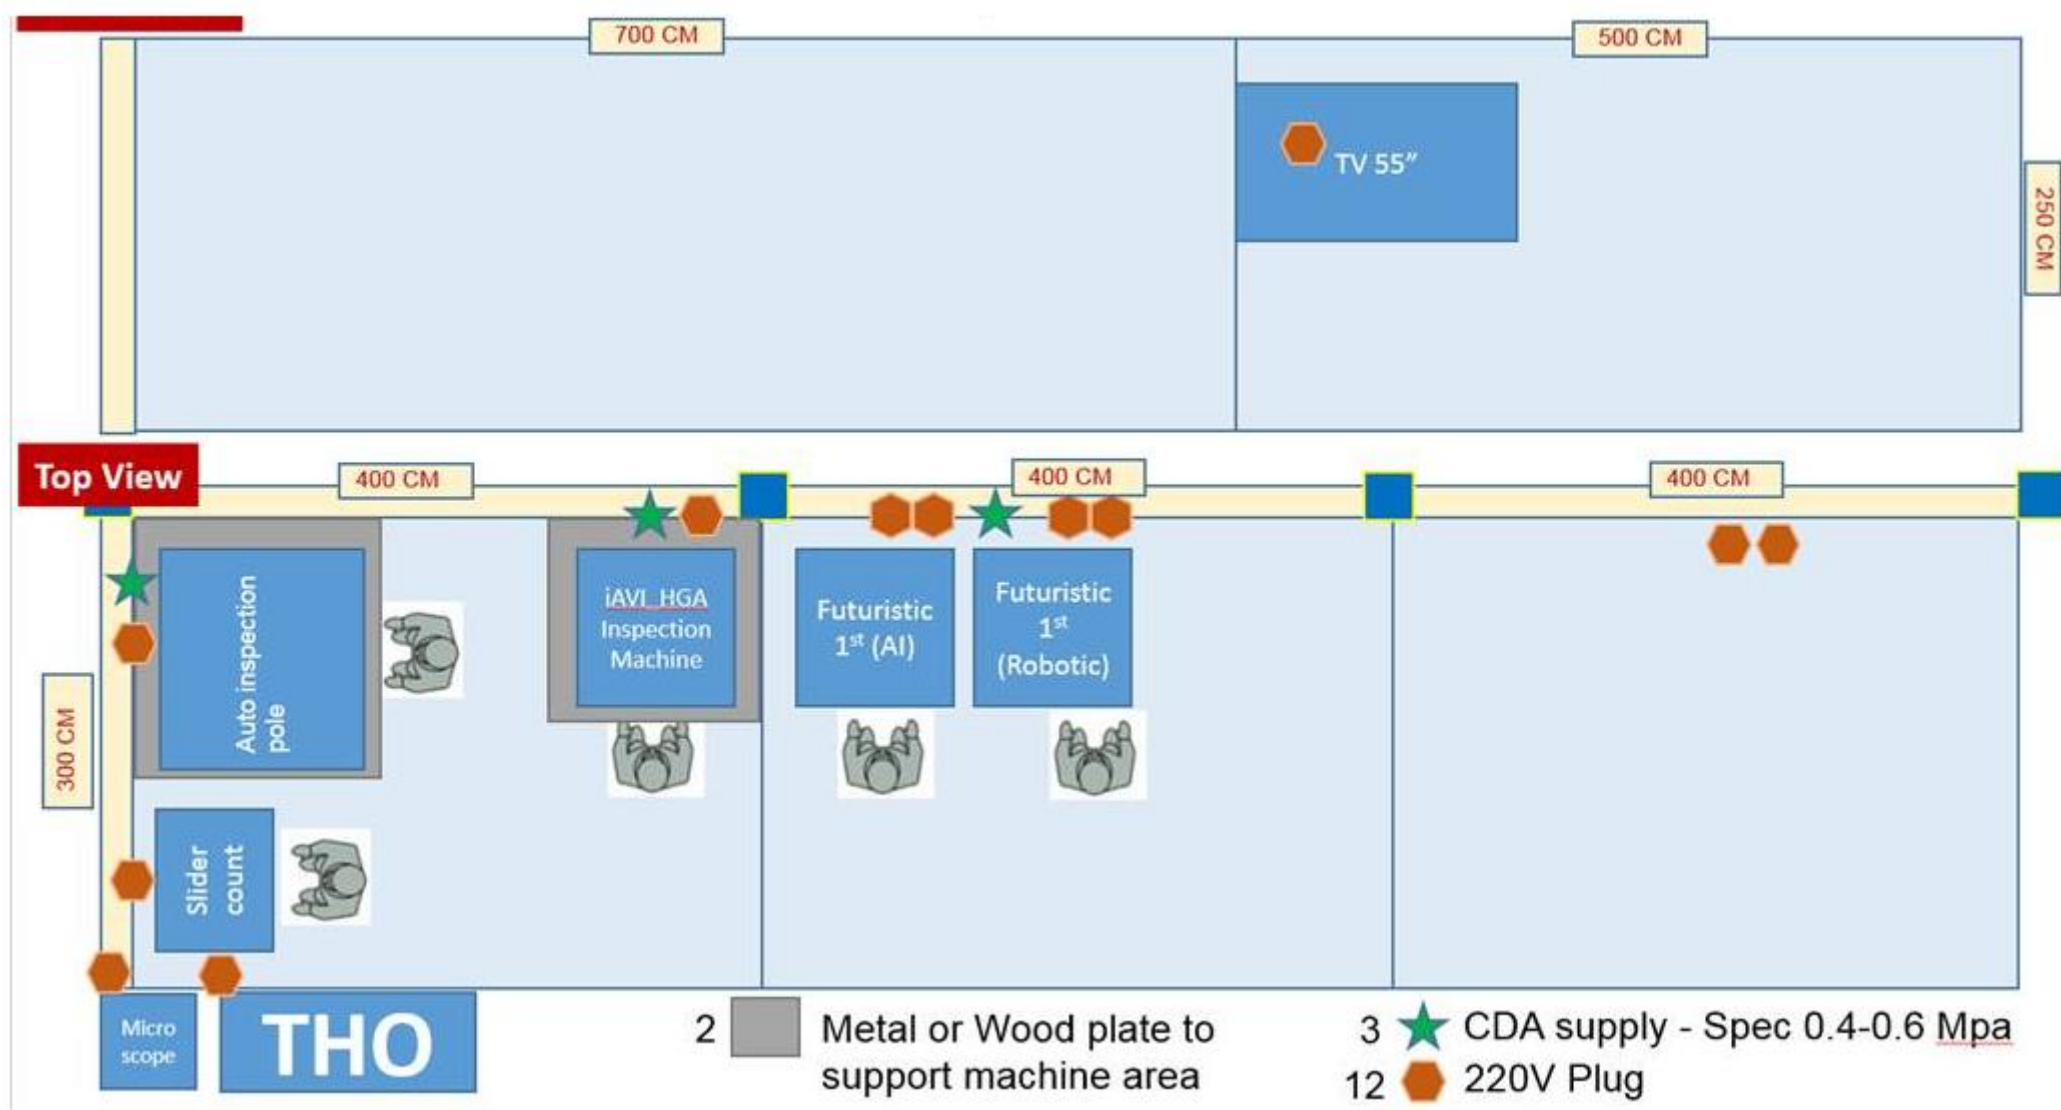 700 CM
500 CM
TV 55"
250 CM
Top View
400 CM
400 CM
400 CM
300 CM
Auto inspection
pole
iAVI_HGA
Inspection
Machine
Futuristic
1st (AI)
Futuristic
1st
(Robotic)
Slider
count
Micro
scope
THO
2 Metal or Wood plate to
support machine area
3 CDA supply - Spec 0.4-0.6 Mpa
12 220V Plug